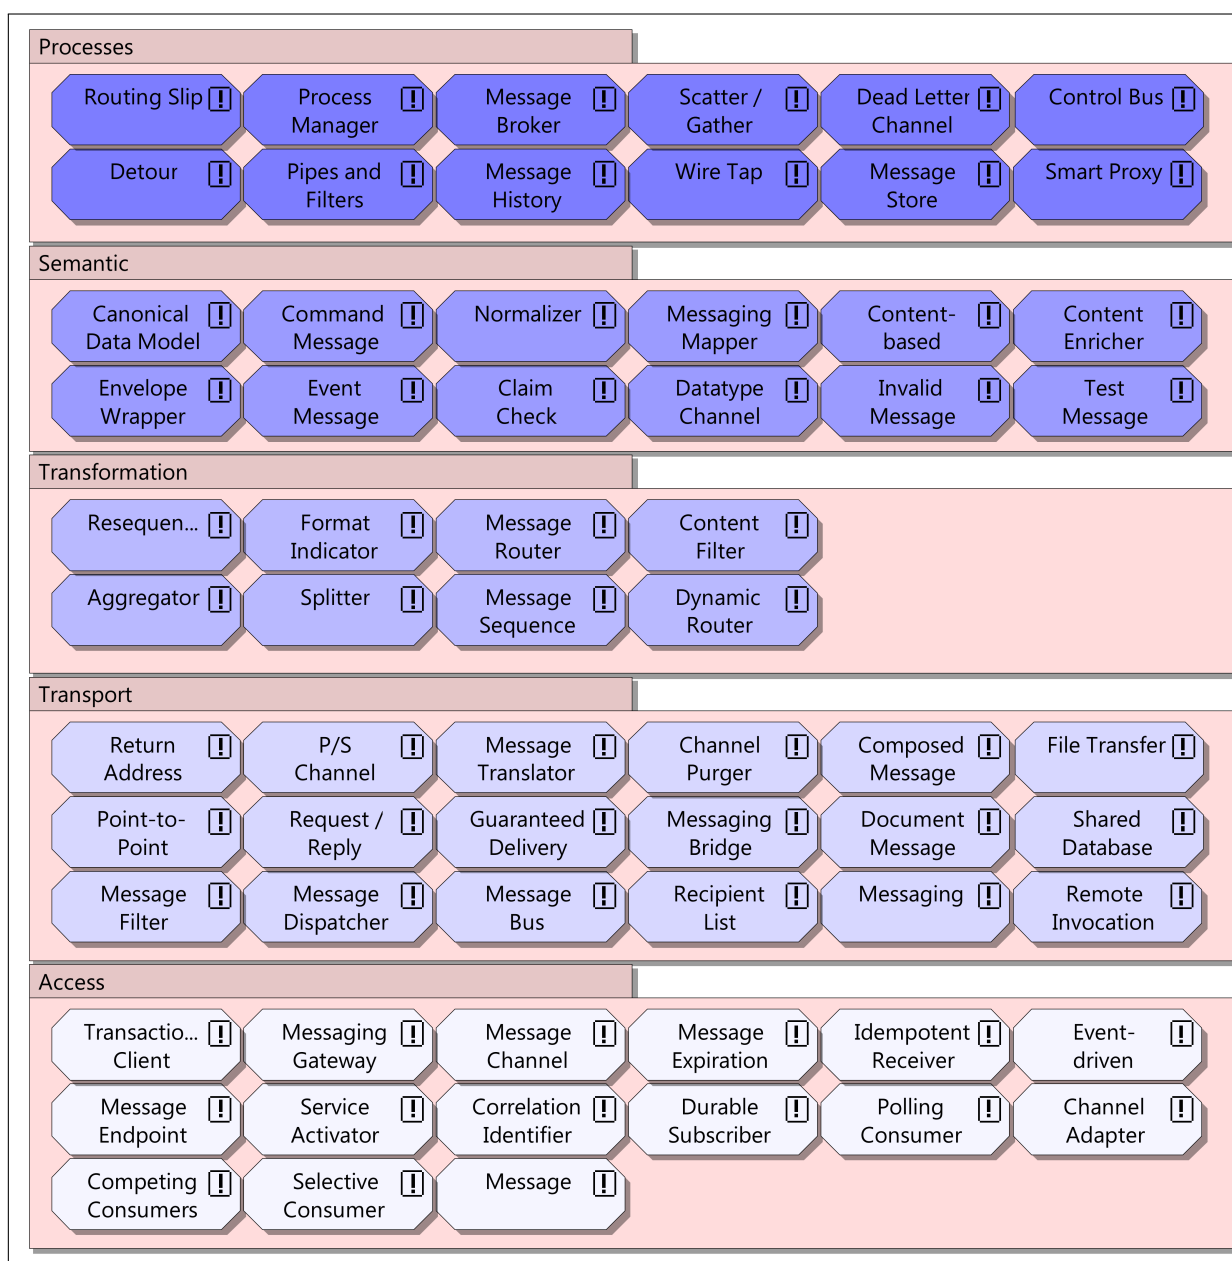 Processes
Routing Slip
Process
Manager
Message
Broker
Scatter /
Gather
Dead Letter
Channel
Control Bus
Detour
Pipes and
Filters
Message
History
Wire Tap
Message
Store
Smart Proxy
Semantic
Canonical
Data Model
Command
Message
Normalizer
Messaging
Mapper
Content-
based
Content
Enricher
Envelope
Wrapper
Event
Message
Claim
Check
Datatype
Channel
Invalid
Message
Test
Message
Transformation
Resequen...
Format
Indicator
Message
Router
Content
Filter
Aggregator
Splitter
Message
Sequence
Dynamic
Router
Transport
Return
Address
P/S
Channel
Message
Translator
Channel
Purger
Composed
Message
File Transfer
Point-to-
Point
Request /
Reply
Guaranteed
Delivery
Messaging
Bridge
Document
Message
Shared
Database
Message
Filter
Message
Dispatcher
Message
Bus
Recipient
List
Messaging
Remote
Invocation
Access
Transactio...
Client
Messaging
Gateway
Message
Channel
Message
Expiration
Idempotent
Receiver
Event-
driven
Message
Endpoint
Service
Activator
Correlation
Identifier
Durable
Subscriber
Polling
Consumer
Channel
Adapter
Competing
Consumers
Selective
Consumer
Message